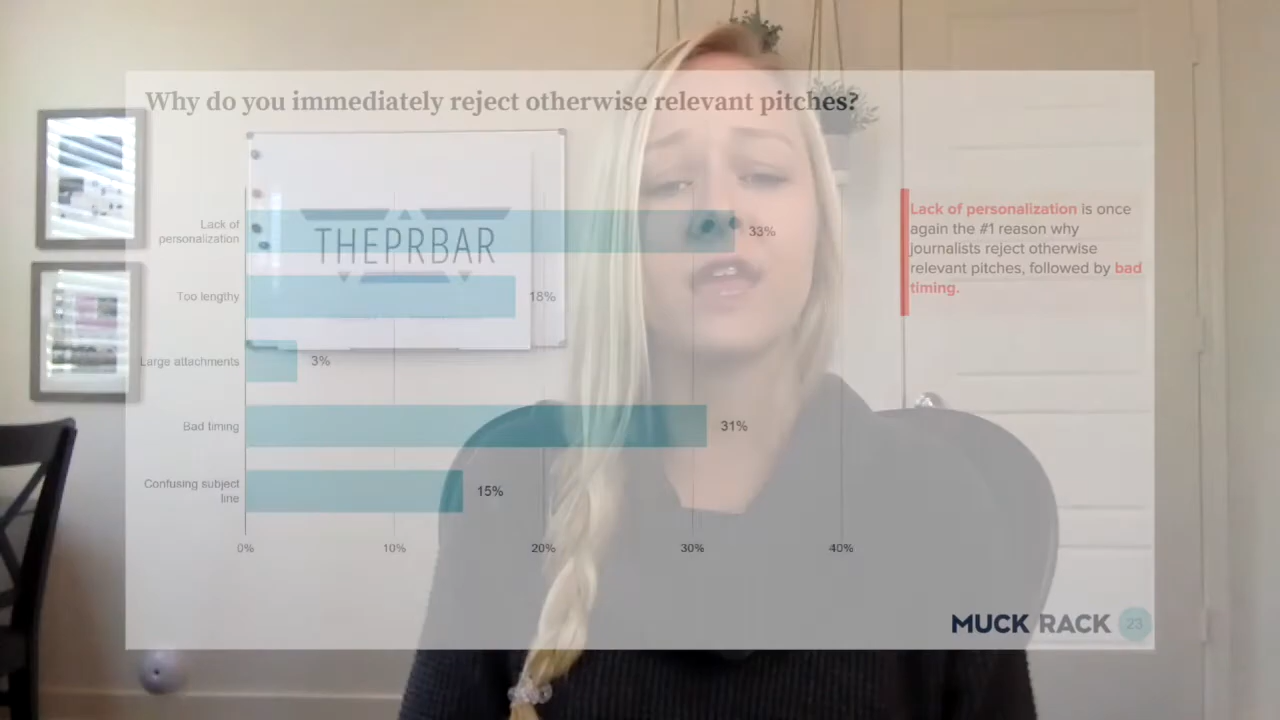 Why do you immediately reject otherwise relevant pitches?
THEPRBAR
Lack of
personalization
33%
Too lengthy
18%
Large attachments
3%
Bad timing
31%
Confusing subject
line
15%
0% 10% 20% 30% 40%
Lack of personalization is once
again the #1 reason why
journalists reject otherwise
relevant pitches, followed by bad
timing.
MUCK RACK 23